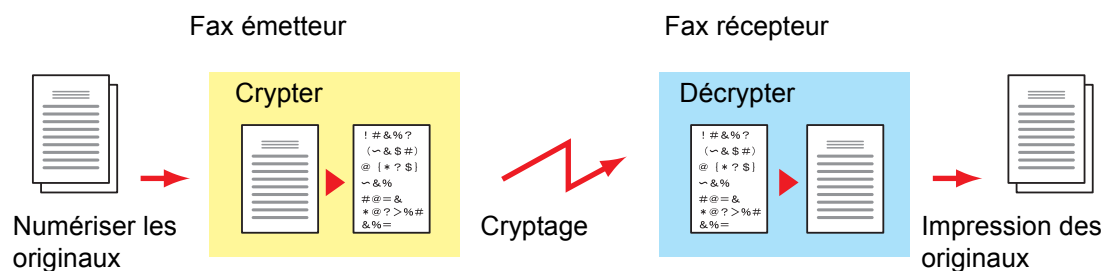 Fax émetteur
Fax récepteur
Crypter
Décrypter
!#&%?
(~&$#)
@{*?$}
~&%
#@=&
*@?>%#
&%=
!#&%?
(~&$#)
@{*?$}
~&%
#@=&
*@?>%#
&%=
Numériser les
originaux
Cryptage
Impression des
originaux